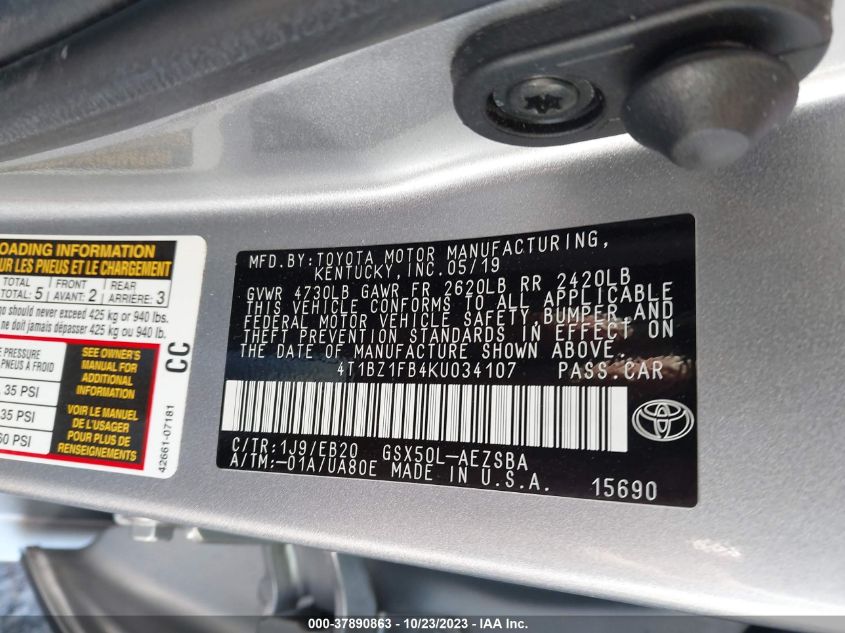 OADING INFORMATION
UR LES PNEUS ET LE CHARGEMENT
TOTAL
TOTAL: 5
FRONT
AVANT: 2
REAR
ARRIÈRE: 3
should never exceed 425 kg or 940 lbs.
ne doit jamais dépasser 425 kg ou 940 lb.
PRESSURE
PNEUS À FROID
35 PSI
35 PSI
60 PSI
SEE OWNER'S
MANUAL FOR
ADDITIONAL
INFORMATION
VOIR LE MANUEL
DE L'USAGER
POUR PLUS DE
RENSEIGNEMENTS
CC
42661-07181
MFD.BY:TOYOTA MOTOR MANUFACTURING,
KENTUCKY,INC.05/19
GVWR 4730LB GAWR FR 2620LB RR 2420LB
THIS VEHICLE CONFORMS TO ALL APPLICABLE
FEDERAL MOTOR VEHICLE SAFETY,BUMPER,AND
THEFT PREVENTION STANDARDS IN EFFECT ON
THE DATE OF MANUFACTURE SHOWN ABOVE.
4T1BZ1FB4KU034107 PASS.CAR
C/TR:1J9/EB20 GSX50L-AEZSBA
A/TM:-01A/UA80E MADE IN U.S.A.
15690
000-37890863 - 10/23/2023 - IAA Inc.